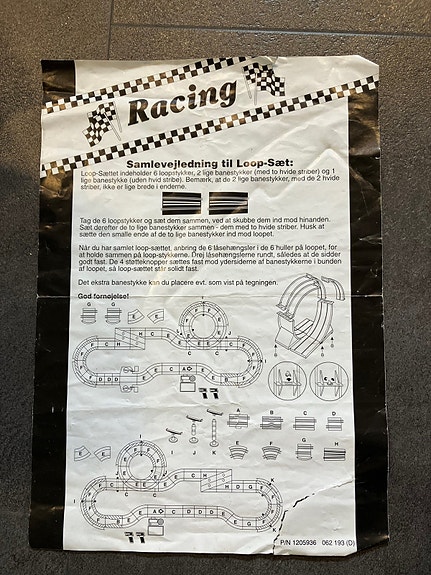 Racing
Samlevejledning til Loop-Sæt:
Loop-Sættet indeholder 6 loopstykker, 2 lige banestykker (med to hvide striber) og 1
lige banestykke (uden hvid stribe). Bemærk, at de 2 lige banestykker, med de 2 hvide
striber, ikke er lige brede i enderne.
Tag de 6 loopstykker og sæt dem sammen, ved at skubbe dem ind mod hinanden.
Sæt derefter de to lige banestykker sammen - dem med to hvide striber. Husk at
sætte den smalle ende af de to lige banestykker ind mod loopet.
Når du har samlet loop-sættet, anbring de 6 låsehængsler i de 6 huller på loopet, for
at holde sammen på loop-stykkerne. Drej låsehænglerne rundt, således at de sidder
godt fast. De 4 støtteknopper sættes fast mod ydersiderne af banestykkerne i bunden
af loopet, så loop-sættet står solidt fast.
Det ekstra banestykke kan du placere evt. som vist på tegningen.
God fornøjelse!
A B C D
E F G H
I J K
P/N 1205936 062 193 (D)